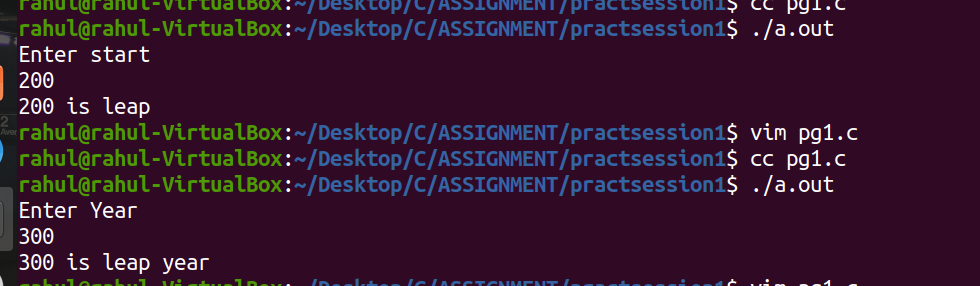 rahul@rahul-VirtualBox:~/Desktop/C/ASSIGNMENT/practsession1$ cc pg1.c
rahul@rahul-VirtualBox:~/Desktop/C/ASSIGNMENT/practsession1$ ./a.out
Enter start
200
200 is leap
rahul@rahul-VirtualBox:~/Desktop/C/ASSIGNMENT/practsession1$ vim pg1.c
rahul@rahul-VirtualBox:~/Desktop/C/ASSIGNMENT/practsession1$ cc pg1.c
rahul@rahul-VirtualBox:~/Desktop/C/ASSIGNMENT/practsession1$ ./a.out
Enter Year
300
300 is leap year
rahul@rahul-VirtualBox:~/Desktop/C/ASSIGNMENT/practsession1$ vim pg1.c